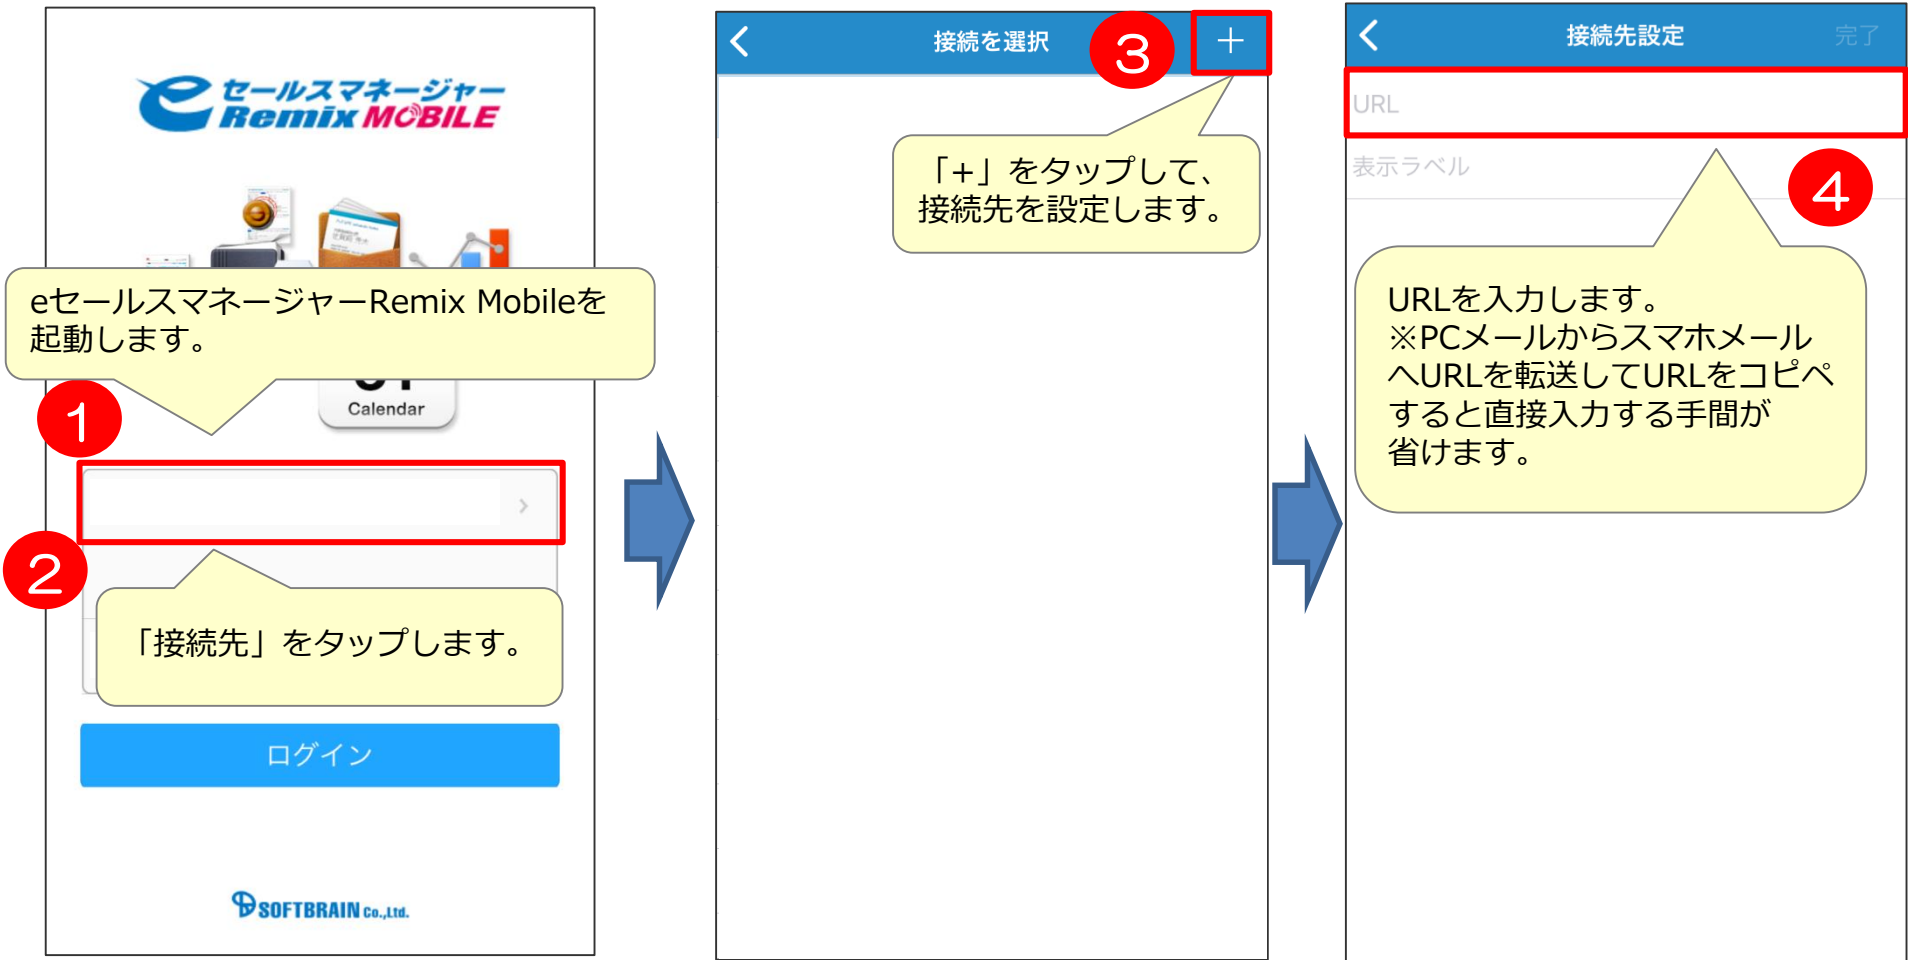 セールスマネージャー
Remix MOBILE
eセールスマネージャーRemix Mobileを
起動します。
1
Calendar
2
「接続先」をタップします。
ログイン
SOFTBRAIN Co.,Ltd.
接続を選択
3
+
「+」をタップして、
接続先を設定します。
接続先設定
完了
URL
表示ラベル
4
URLを入力します。
※PCメールからスマホメール
へURLを転送してURLをコピペ
すると直接入力する手間が
省けます。